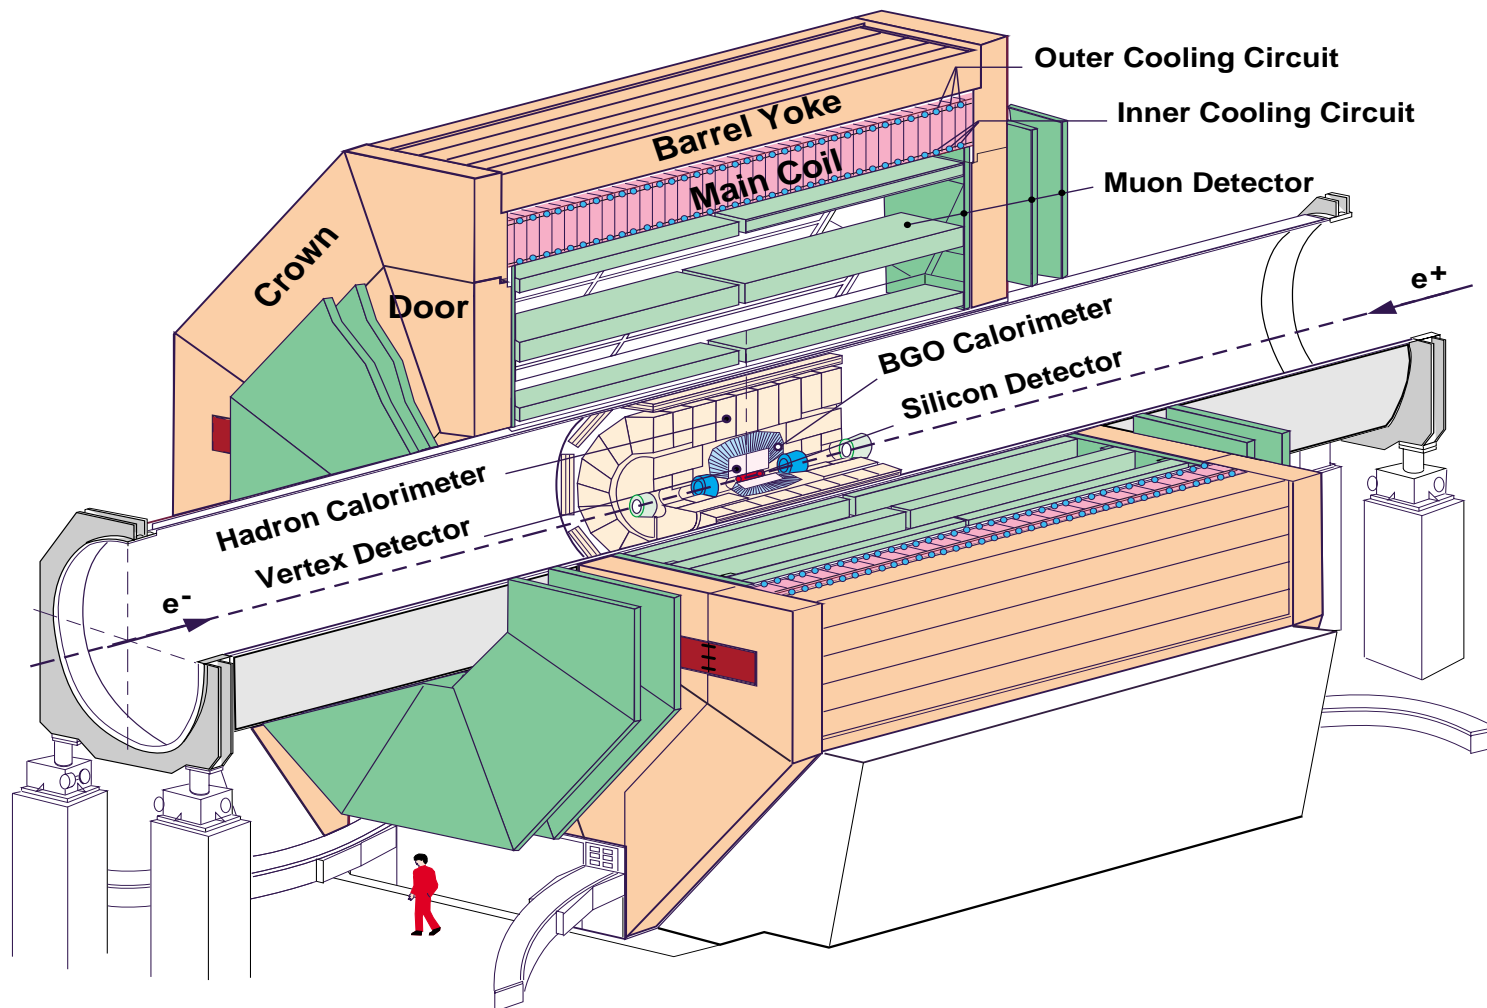 Outer Cooling Circuit
Inner Cooling Circuit
Barrel Yoke
Main Coil
Muon Detector
Crown
Door
e+
BGO Calorimeter
Silicon Detector
Hadron Calorimeter
Vertex Detector
e-